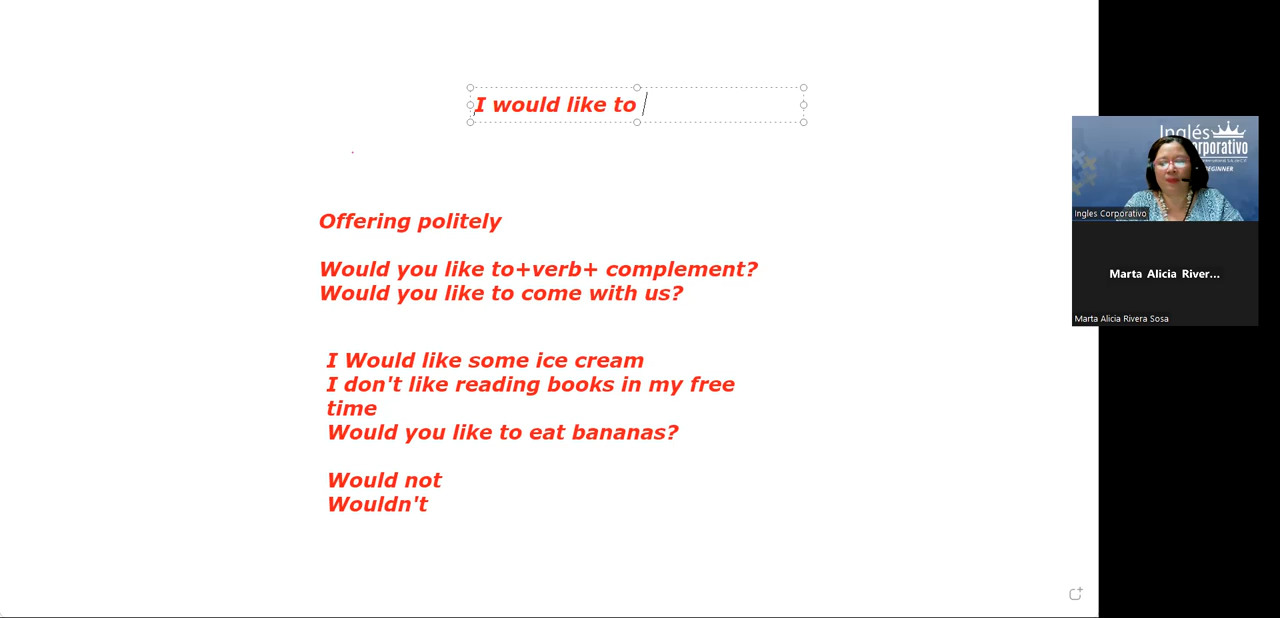 I would like to
Offering politely
Would you like to+verb+ complement?
Would you like to come with us?
I Would like some ice cream
I don't like reading books in my free
time
Would you like to eat bananas?
Would not
Wouldn't
Inglés
rporativo
EGINNER
Ingles Corporativo
Marta Alicia River...
Marta Alicia Rivera Sosa